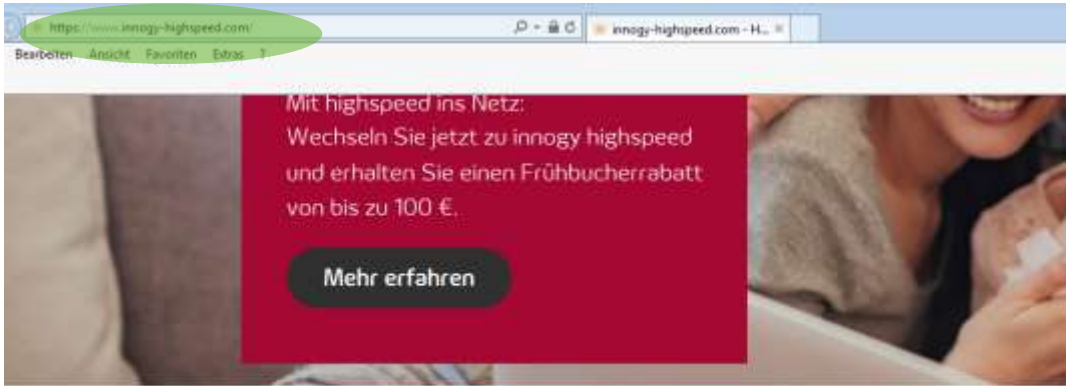 https://www.innogy-highspeed.com/
innogy-highspeed.com - H...
Bearbeiten Ansicht Favoriten Extras ?
Mit highspeed ins Netz:
Wechseln Sie jetzt zu innogy highspeed
und erhalten Sie einen Frühbucherrabatt
von bis zu 100 €.
Mehr erfahren